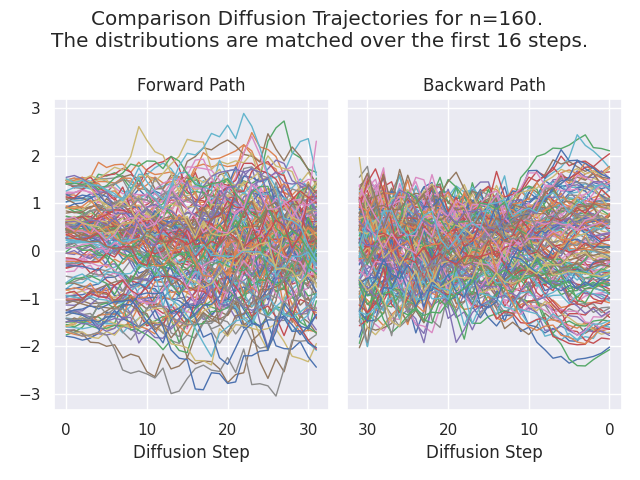 Comparison Diffusion Trajectories for n=160.
The distributions are matched over the first 16 steps.
Forward Path
Backward Path
3
2
1
0
−1
−2
−3
0 10 20 30
30 20 10 0
Diffusion Step
Diffusion Step